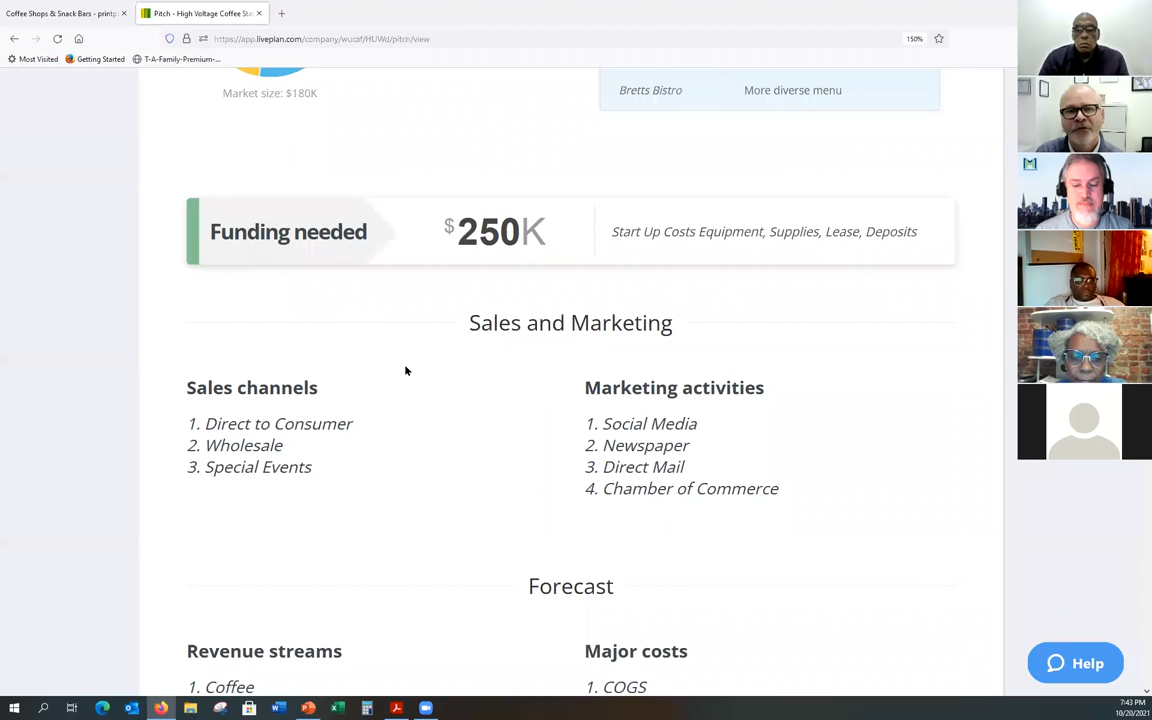 Coffee Shops & Snack Bars - printp
Pitch - High Voltage Coffee Sta
https://app.liveplan.com/company/wucaf/HUWd/pitch/view
150%
Most Visited
Getting Started
T-A-Family-Premium-...
Market size: $180K
Bretts Bistro
More diverse menu
Funding needed
$250K
Start Up Costs Equipment, Supplies, Lease, Deposits
Sales and Marketing
Sales channels
1. Direct to Consumer
2. Wholesale
3. Special Events
Marketing activities
1. Social Media
2. Newspaper
3. Direct Mail
4. Chamber of Commerce
Forecast
Revenue streams
1. Coffee
Major costs
1. COGS
Help
7:43 PM
10/20/2021